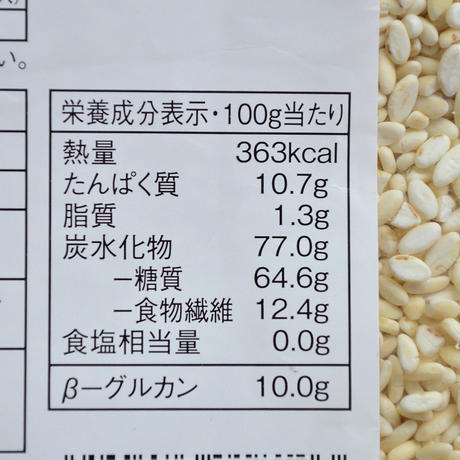 い。
栄養成分表示・100g当たり
熱量 363kcal
たんぱく質 10.7g
脂質 1.3g
炭水化物 77.0g
−糖質 64.6g
−食物繊維 12.4g
食塩相当量 0.0g
β−グルカン 10.0g